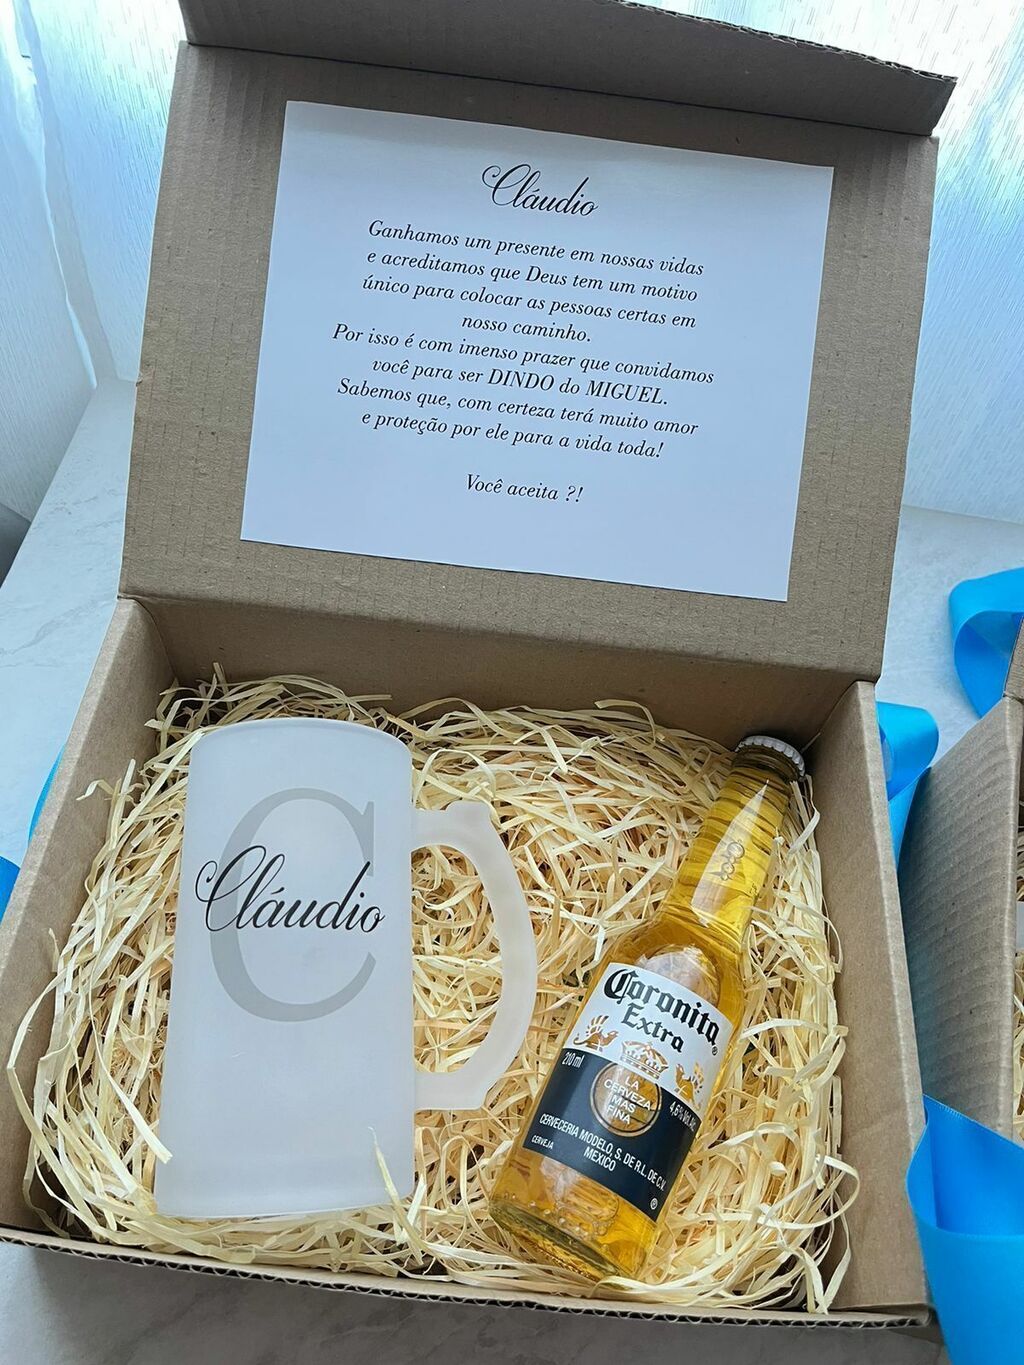 Cláudio
Ganhamos um presente em nossas vidas
e acreditamos que Deus tem um motivo
único para colocar as pessoas certas em
nosso caminho.
Por isso é com imenso prazer que convidamos
você para ser DINDO do MIGUEL.
Sabemos que, com certeza terá muito amor
e proteção por ele para a vida toda!
Você aceita ?!
C
Cláudio
Coronita
Extra
210 ml
LA
CERVEZA
MAS
FINA
4,6% Vol. Alc.
CERVECERIA MODELO, S. DE R.L. DE C.V.
CERVEJA
MEXICO